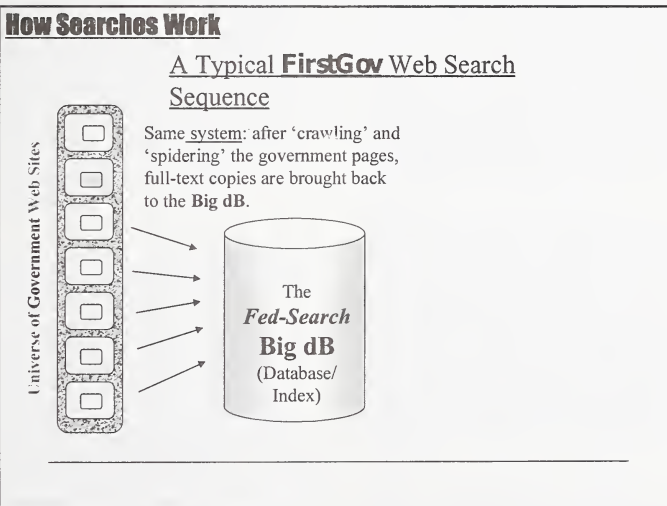 How Searches Work
A Typical FirstGov Web Search
Sequence
Same system: after ‘crawling’ and
‘spidering’ the government pages,
full-text copies are brought back
to the Big dB.
Universe of Government Web Sites
The
Fed-Search
Big dB
(Database/
Index)